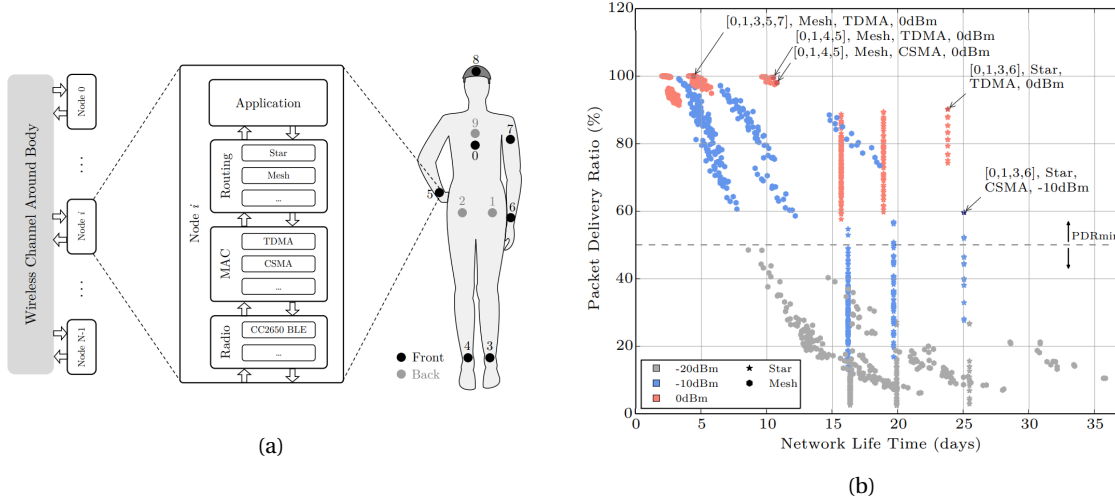 Wireless Channel Around Body
Node 0
Node i
Node N-1
Node i
Application
Routing
Star
Mesh
...
MAC
TDMA
CSMA
...
Radio
CC2650 BLE
...
8
9
0
7
5
2
1
6
4
3
Front
Back
(a)
[0,1,3,5,7], Mesh, TDMA, 0dBm
[0,1,4,5], Mesh, TDMA, 0dBm
[0,1,4,5], Mesh, CSMA, 0dBm
[0,1,3,6], Star,
TDMA, 0dBm
[0,1,3,6], Star,
CSMA, -10dBm
PDRmin
Packet Delivery Ratio (%)
120
100
80
60
40
20
0
-20dBm
-10dBm
0dBm
Star
Mesh
0 5 10 15 20 25 30 35
Network Life Time (days)
(b)